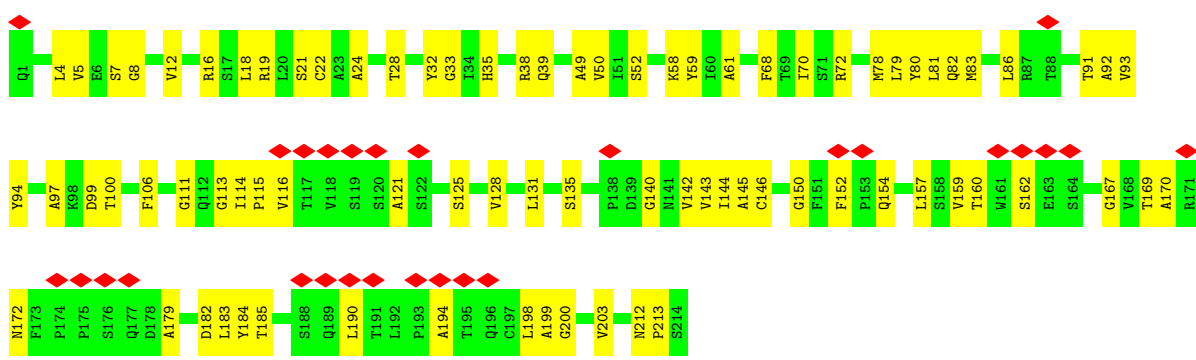 Q1 L4 V5 E6 S7 G8 V12 R16 S17 L18 R19 L20 S21 C22 A23 A24 T28 Y32 G33 I34 H35 R38 Q39 A49 V50 I51 S52 K58 Y59 I60 A61 F68 T69 I70 S71 R72 M78 L79 Y80 L81 Q82 M83 L86 R87 T88 T91 A92 V93
Y94 A97 K98 D99 T100 F106 G111 Q112 G113 I114 P115 V116 T117 V118 S119 S120 A121 S122 S125 V128 L131 S135 P138 D139 G140 N141 V142 V143 I144 A145 C146 G150 F151 F152 P153 Q154 L157 S158 V159 T160 W161 S162 E163 S164 G167 V168 T169 A170 R171
N172 F173 P174 P175 S176 Q177 D178 A179 D182 L183 Y184 T185 S188 Q189 L190 T191 L192 P193 A194 T195 Q196 C197 L198 A199 G200 V203 N212 P213 S214